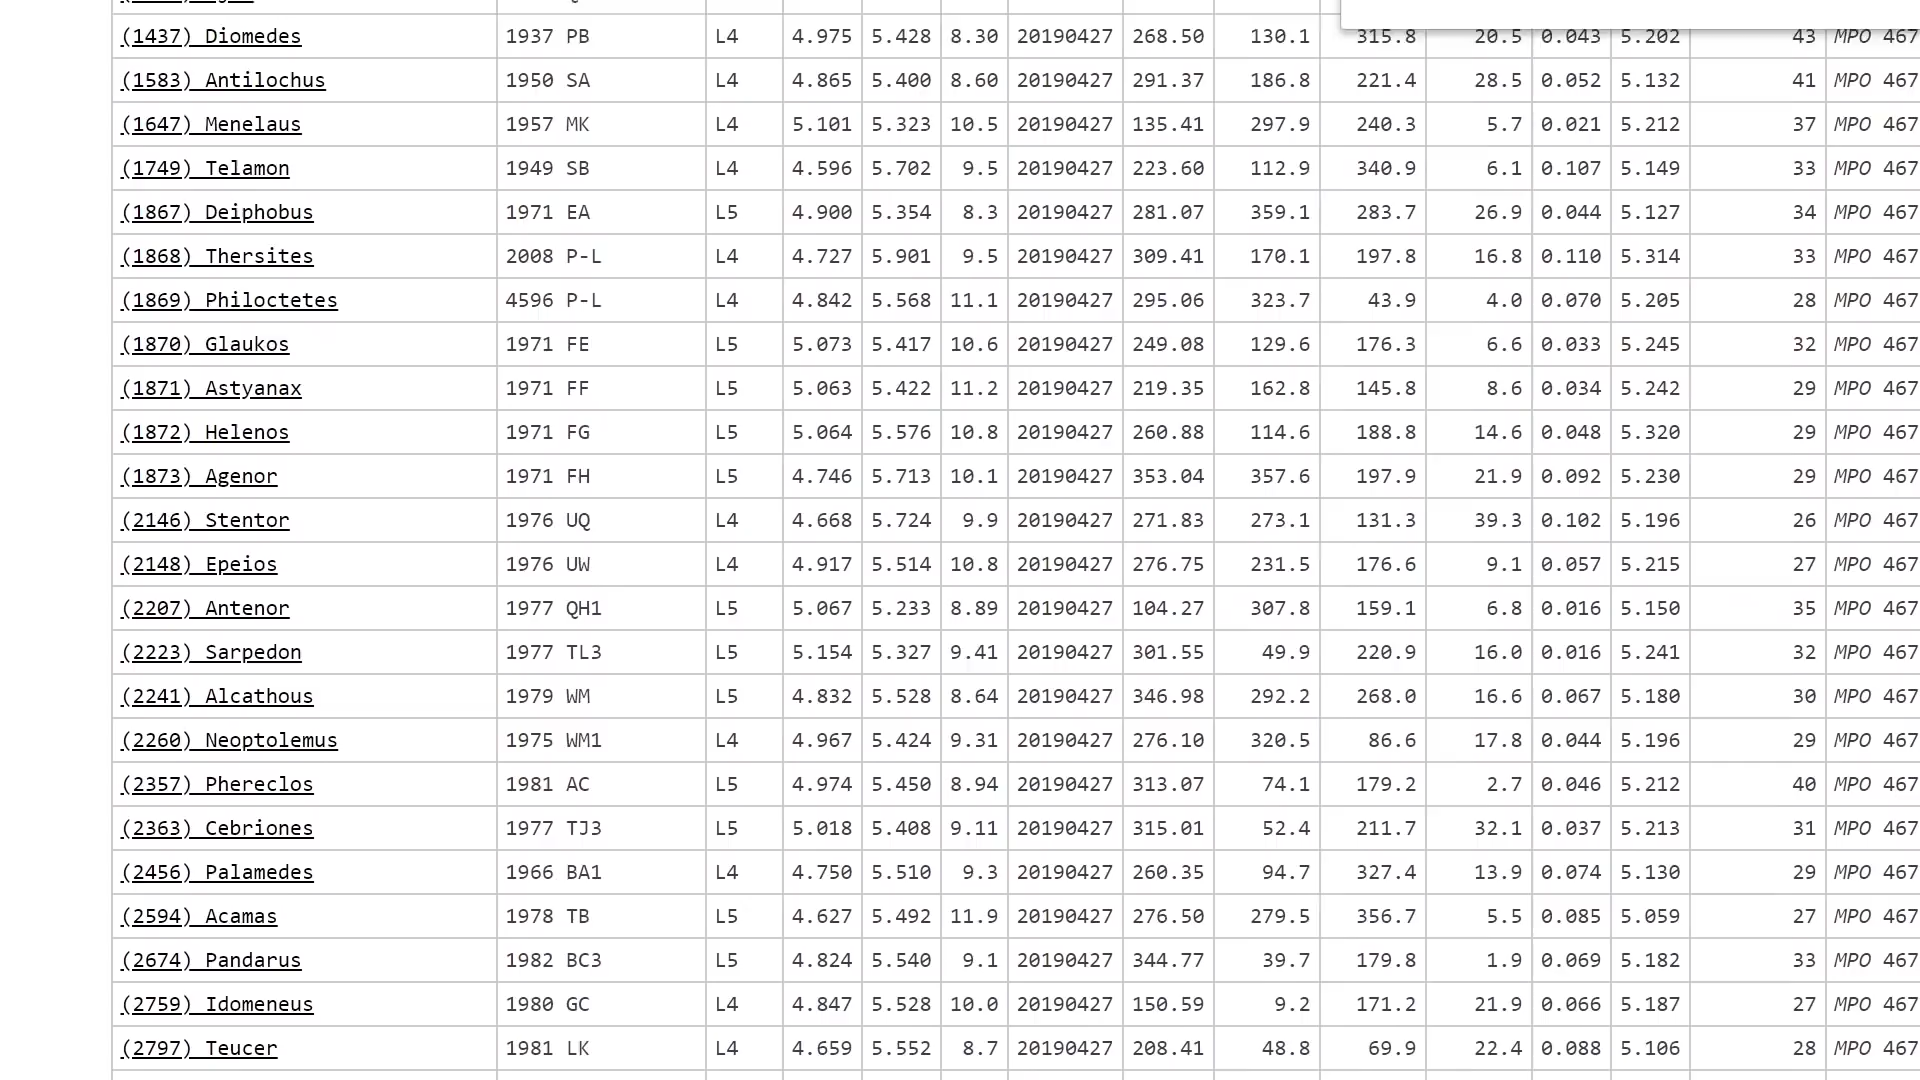 (1437) Diomedes 1937 PB L4 4.975 5.428 8.30 20190427 268.50 130.1 315.8 20.5 0.043 5.202 43 MPO 467
(1583) Antilochus 1950 SA L4 4.865 5.400 8.60 20190427 291.37 186.8 221.4 28.5 0.052 5.132 41 MPO 467
(1647) Menelaus 1957 MK L4 5.101 5.323 10.5 20190427 135.41 297.9 240.3 5.7 0.021 5.212 37 MPO 467
(1749) Telamon 1949 SB L4 4.596 5.702 9.5 20190427 223.60 112.9 340.9 6.1 0.107 5.149 33 MPO 467
(1867) Deiphobus 1971 EA L5 4.900 5.354 8.3 20190427 281.07 359.1 283.7 26.9 0.044 5.127 34 MPO 467
(1868) Thersites 2008 P-L L4 4.727 5.901 9.5 20190427 309.41 170.1 197.8 16.8 0.110 5.314 33 MPO 467
(1869) Philoctetes 4596 P-L L4 4.842 5.568 11.1 20190427 295.06 323.7 43.9 4.0 0.070 5.205 28 MPO 467
(1870) Glaukos 1971 FE L5 5.073 5.417 10.6 20190427 249.08 129.6 176.3 6.6 0.033 5.245 32 MPO 467
(1871) Astyanax 1971 FF L5 5.063 5.422 11.2 20190427 219.35 162.8 145.8 8.6 0.034 5.242 29 MPO 467
(1872) Helenos 1971 FG L5 5.064 5.576 10.8 20190427 260.88 114.6 188.8 14.6 0.048 5.320 29 MPO 467
(1873) Agenor 1971 FH L5 4.746 5.713 10.1 20190427 353.04 357.6 197.9 21.9 0.092 5.230 29 MPO 467
(2146) Stentor 1976 UQ L4 4.668 5.724 9.9 20190427 271.83 273.1 131.3 39.3 0.102 5.196 26 MPO 467
(2148) Epeios 1976 UW L4 4.917 5.514 10.8 20190427 276.75 231.5 176.6 9.1 0.057 5.215 27 MPO 467
(2207) Antenor 1977 QH1 L5 5.067 5.233 8.89 20190427 104.27 307.8 159.1 6.8 0.016 5.150 35 MPO 467
(2223) Sarpedon 1977 TL3 L5 5.154 5.327 9.41 20190427 301.55 49.9 220.9 16.0 0.016 5.241 32 MPO 467
(2241) Alcathous 1979 WM L5 4.832 5.528 8.64 20190427 346.98 292.2 268.0 16.6 0.067 5.180 30 MPO 467
(2260) Neoptolemus 1975 WM1 L4 4.967 5.424 9.31 20190427 276.10 320.5 86.6 17.8 0.044 5.196 29 MPO 467
(2357) Phereclos 1981 AC L5 4.974 5.450 8.94 20190427 313.07 74.1 179.2 2.7 0.046 5.212 40 MPO 467
(2363) Cebriones 1977 TJ3 L5 5.018 5.408 9.11 20190427 315.01 52.4 211.7 32.1 0.037 5.213 31 MPO 467
(2456) Palamedes 1966 BA1 L4 4.750 5.510 9.3 20190427 260.35 94.7 327.4 13.9 0.074 5.130 29 MPO 467
(2594) Acamas 1978 TB L5 4.627 5.492 11.9 20190427 276.50 279.5 356.7 5.5 0.085 5.059 27 MPO 467
(2674) Pandarus 1982 BC3 L5 4.824 5.540 9.1 20190427 344.77 39.7 179.8 1.9 0.069 5.182 33 MPO 467
(2759) Idomeneus 1980 GC L4 4.847 5.528 10.0 20190427 150.59 9.2 171.2 21.9 0.066 5.187 27 MPO 467
(2797) Teucer 1981 LK L4 4.659 5.552 8.7 20190427 208.41 48.8 69.9 22.4 0.088 5.106 28 MPO 467